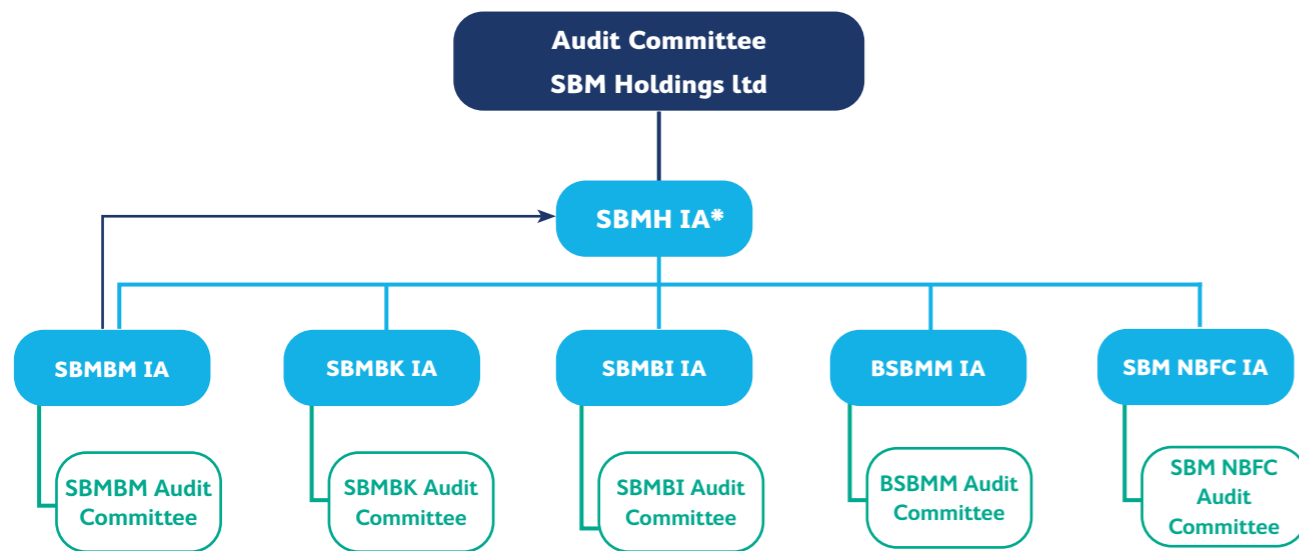 Audit Committee
SBM Holdings ltd
SBMH IA*
SBMBM IA
SBMBK IA
SBMBI IA
BSBMM IA
SBM NBFC IA
SBMBM Audit
Committee
SBMBK Audit
Committee
SBMBI Audit
Committee
BSBMM Audit
Committee
SBM NBFC
Audit
Committee